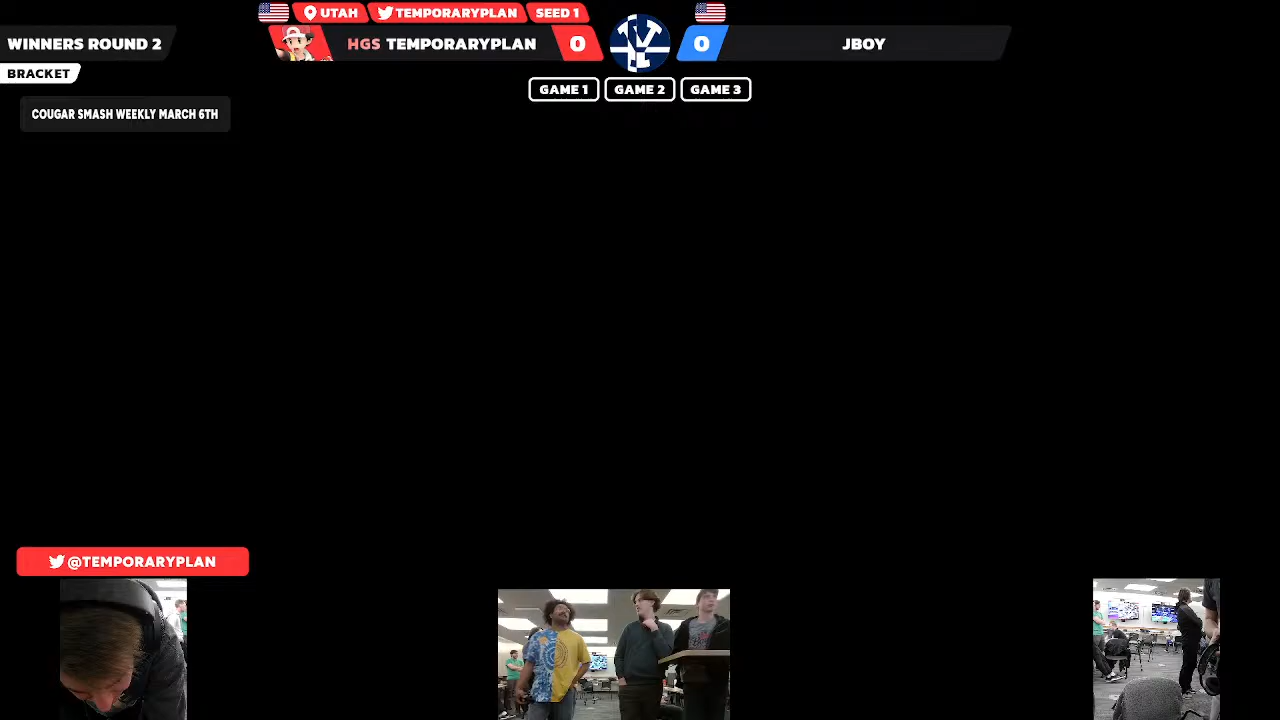 UTAH
TEMPORARYPLAN
SEED 1
WINNERS ROUND 2
HGS TEMPORARYPLAN
0
0
JBOY
BRACKET
GAME 1
GAME 2
GAME 3
COUGAR SMASH WEEKLY MARCH 6TH
@TEMPORARYPLAN